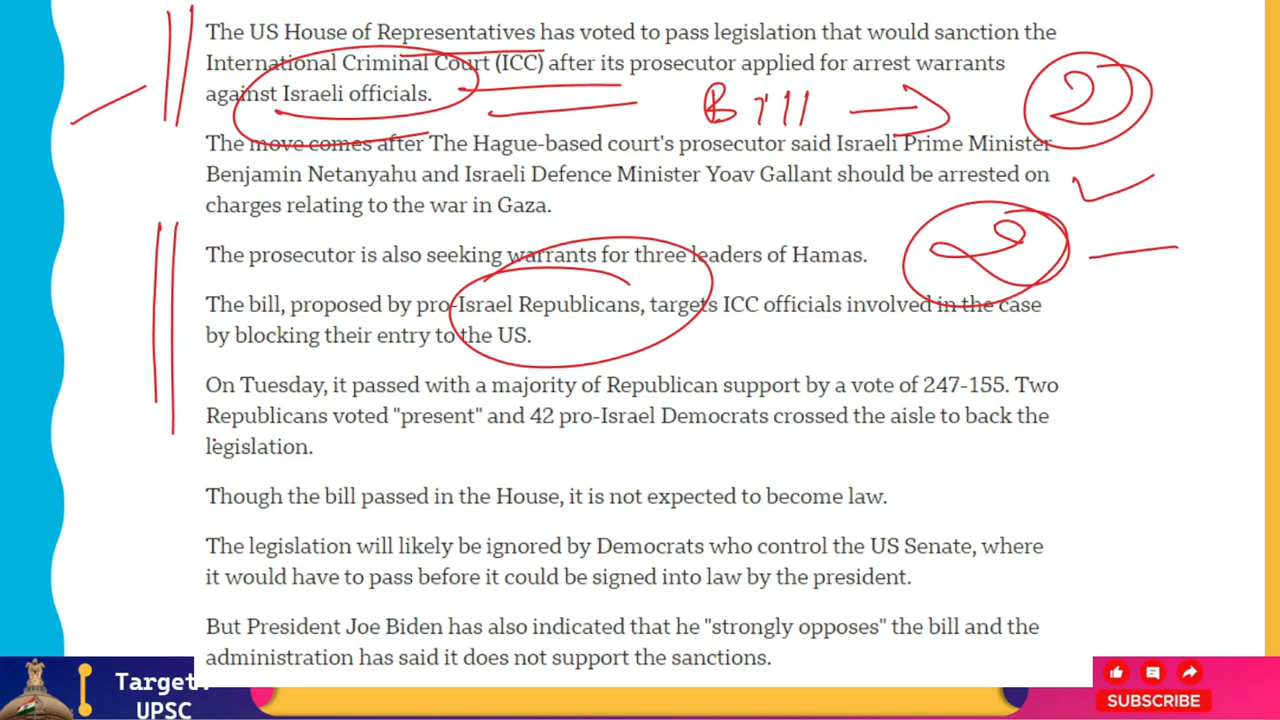 The US House of Representatives has voted to pass legislation that would sanction the
International Criminal Court (ICC) after its prosecutor applied for arrest warrants
against Israeli officials.
Bill
2
The move comes after The Hague-based court's prosecutor said Israeli Prime Minister
Benjamin Netanyahu and Israeli Defence Minister Yoav Gallant should be arrested on
charges relating to the war in Gaza.
The prosecutor is also seeking warrants for three leaders of Hamas.
The bill, proposed by pro-Israel Republicans, targets ICC officials involved in the case
by blocking their entry to the US.
On Tuesday, it passed with a majority of Republican support by a vote of 247-155. Two
Republicans voted "present" and 42 pro-Israel Democrats crossed the aisle to back the
legislation.
Though the bill passed in the House, it is not expected to become law.
The legislation will likely be ignored by Democrats who control the US Senate, where
it would have to pass before it could be signed into law by the president.
But President Joe Biden has also indicated that he "strongly opposes" the bill and the
administration has said it does not support the sanctions.
Target:
UPSC
SUBSCRIBE